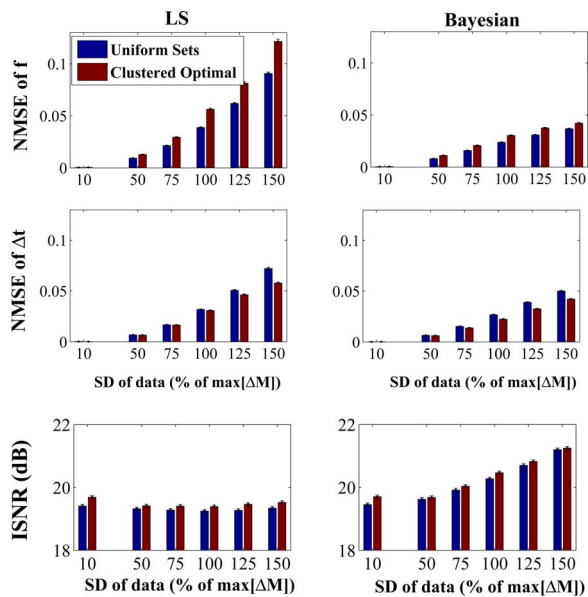 LS
Bayesian
Uniform Sets
Clustered Optimal
NMSE of f
0.1
0.05
0
10 50 75 100 125 150
0.1
0.05
0
10 50 75 100 125 150
NMSE of Δt
0.1
0.05
0
10 50 75 100 125 150
SD of data (% of max[ΔM])
0.1
0.05
0
10 50 75 100 125 150
SD of data (% of max[ΔM])
ISNR (dB)
22
21
20
19
18
10 50 75 100 125 150
SD of data (% of max[ΔM])
22
20
18
10 50 75 100 125 150
SD of data (% of max[ΔM])